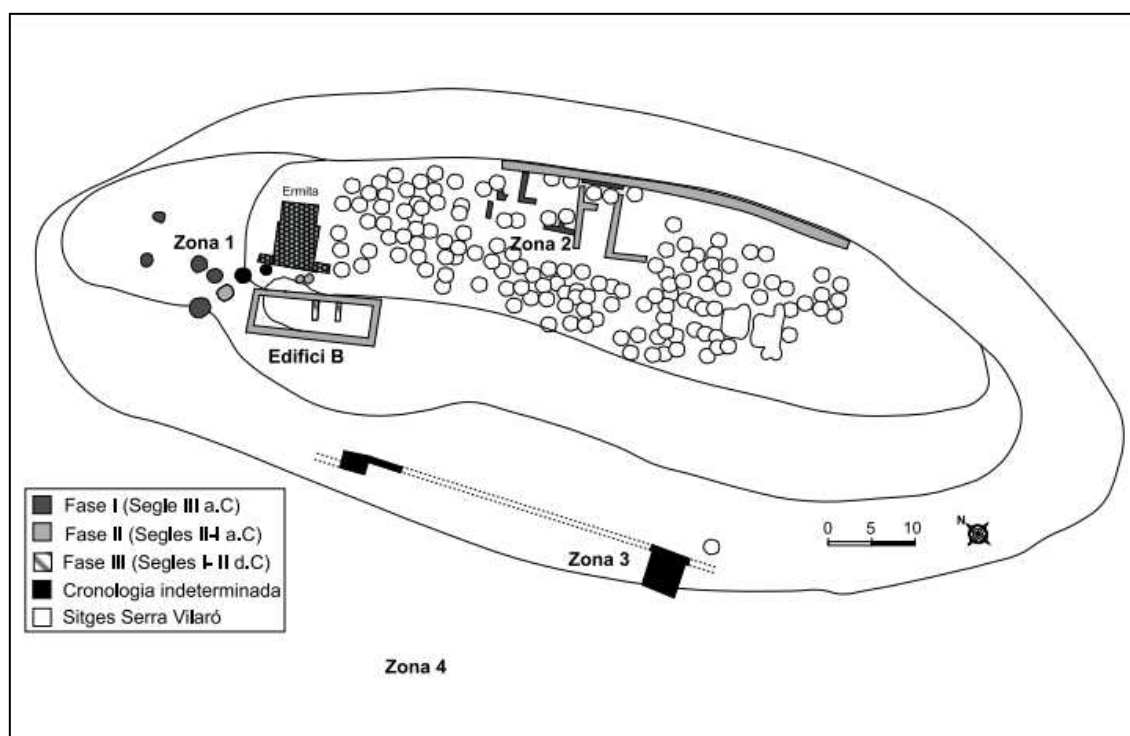 Ermita
Zona 1
Zona 2
Edifici B
Fase I (Segle III a.C)
Fase II (Segles II-I a.C)
Fase III (Segles I- II d.C)
Cronologia indeterminada
Sitges Serra Vilaró
0 5 10
N
Zona 3
Zona 4